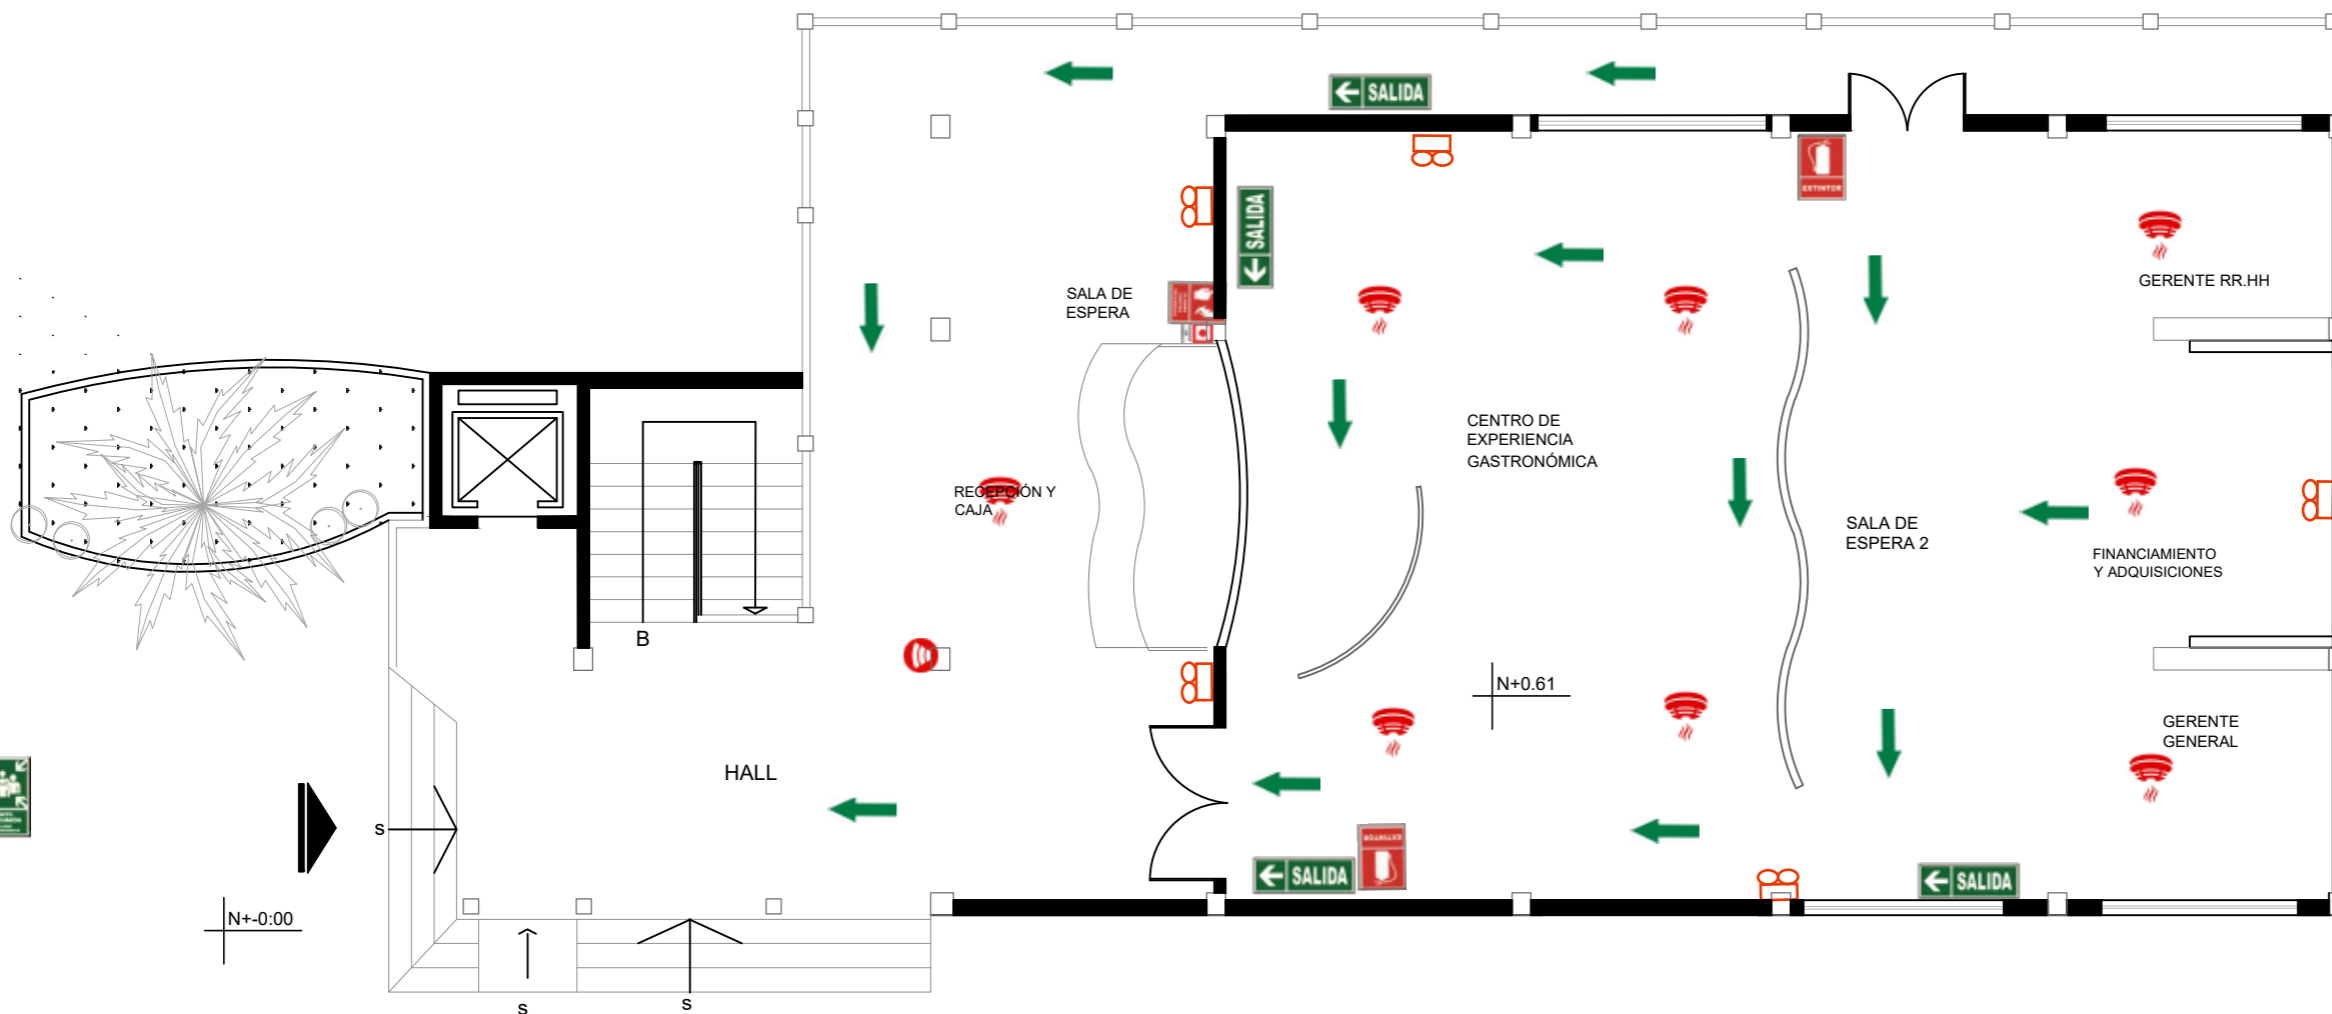 SALIDA
EXTINTOR
SALIDA
GERENTE RR.HH
SALA DE
ESPERA
CENTRO DE
EXPERIENCIA
GASTRONÓMICA
RECEPCIÓN Y
CAJA
SALA DE
ESPERA 2
FINANCIAMIENTO
Y ADQUISICIONES
B
N+0.61
GERENTE
GENERAL
HALL
s
EXTINTOR
SALIDA
SALIDA
N+-0:00
s
s